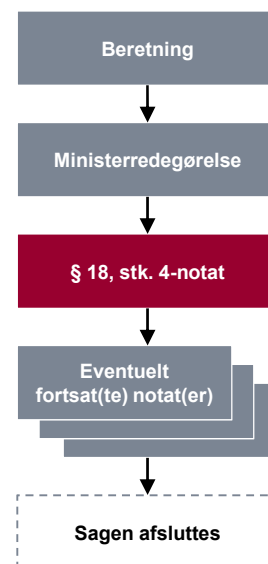 Beretning
Ministerredegørelse
§ 18, stk. 4-notat
Eventuelt
fortsat(te) notat(er)
Sagen afsluttes